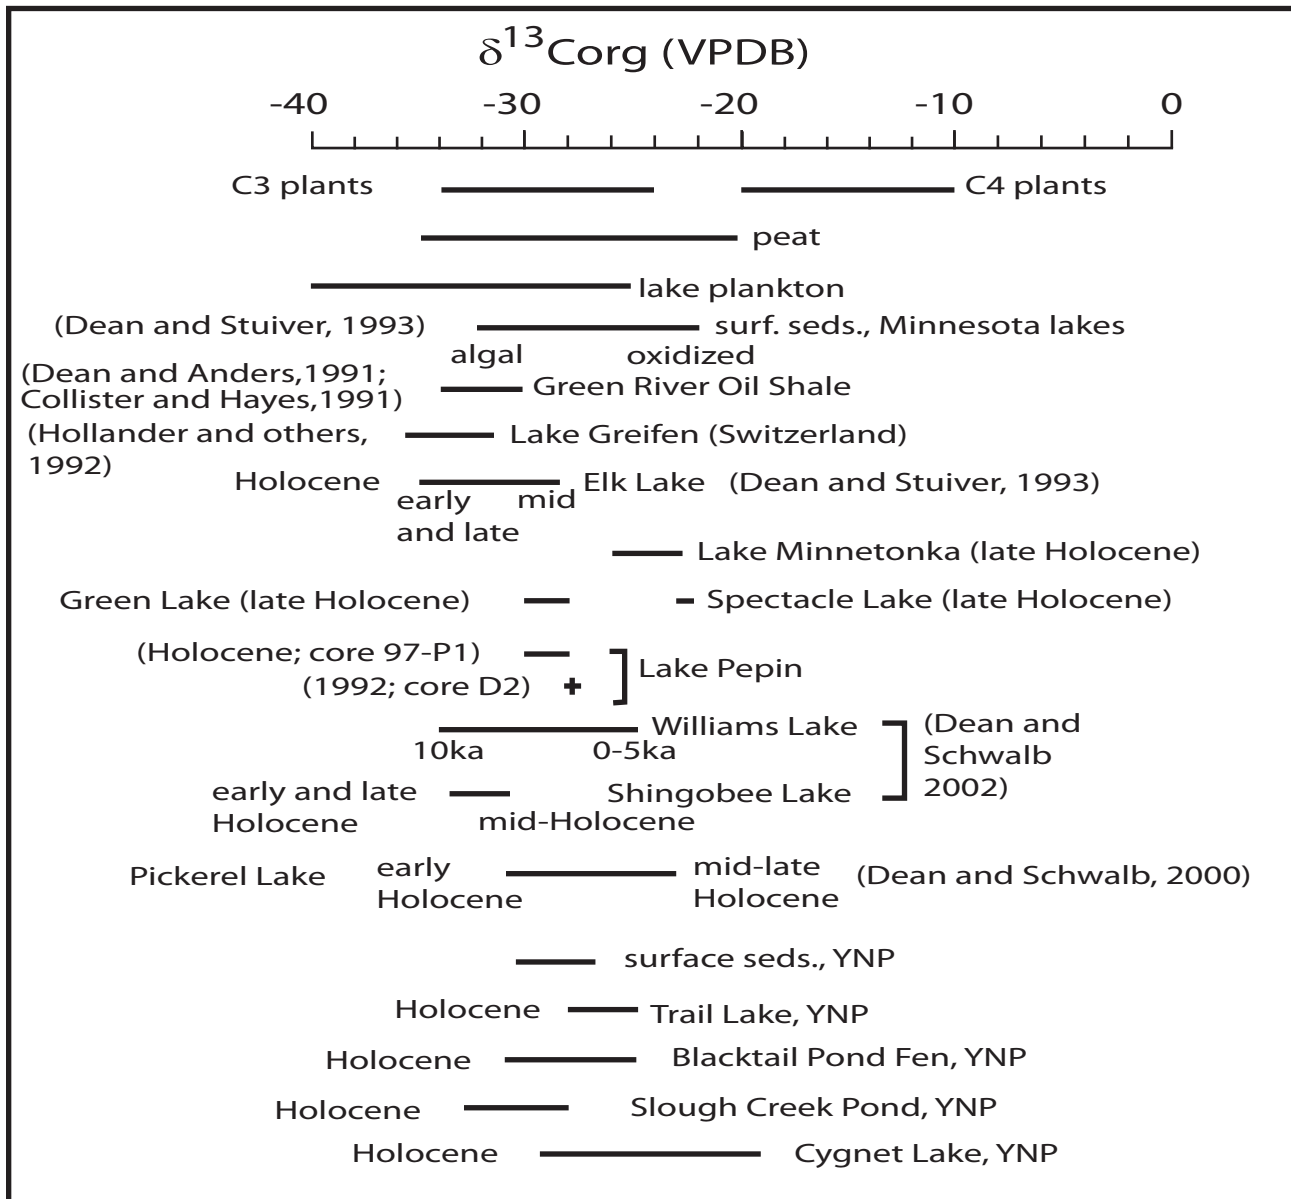 δ¹³Corg (VPDB)
-40 -30 -20 -10 0
C3 plants C4 plants
peat
lake plankton
(Dean and Stuiver, 1993) surf. seds., Minnesota lakes
algal oxidized
(Dean and Anders,1991;
Collister and Hayes,1991) Green River Oil Shale
(Hollander and others,
1992) Lake Greifen (Switzerland)
Holocene Elk Lake (Dean and Stuiver, 1993)
early
and late mid
Lake Minnetonka (late Holocene)
Green Lake (late Holocene) Spectacle Lake (late Holocene)
(Holocene; core 97-P1)
(1992; core D2) Lake Pepin
Williams Lake
10ka 0-5ka
(Dean and
Schwalb
2002)
early and late
Holocene Shingobee Lake
mid-Holocene
Pickerel Lake early
Holocene mid-late
Holocene (Dean and Schwalb, 2000)
surface seds., YNP
Holocene Trail Lake, YNP
Holocene Blacktail Pond Fen, YNP
Holocene Slough Creek Pond, YNP
Holocene Cygnet Lake, YNP